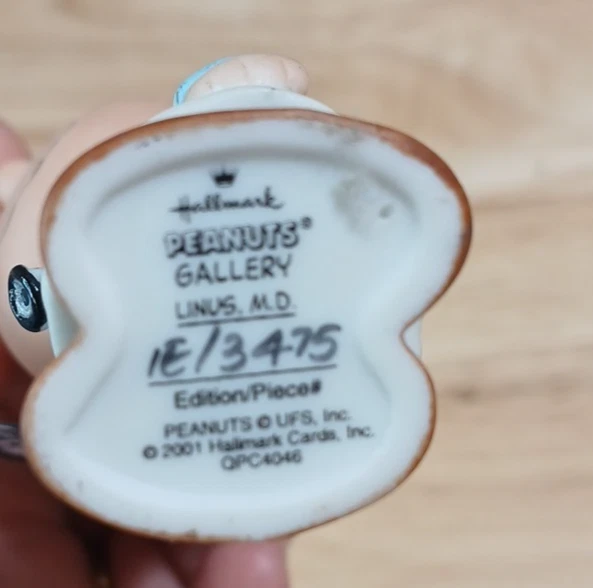 Hallmark
PEANUTS®
GALLERY
LINUS, M.D.
1E/3475
Edition/Piece#
PEANUTS © UFS, Inc.
© 2001 Hallmark Cards, Inc.
QPC4046